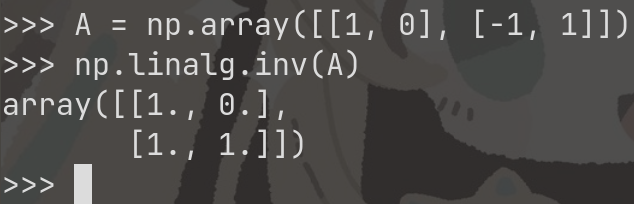 >>> A = np.array([[1, 0], [-1, 1]])
>>> np.linalg.inv(A)
array([[1., 0.],
       [1., 1.]])
>>>